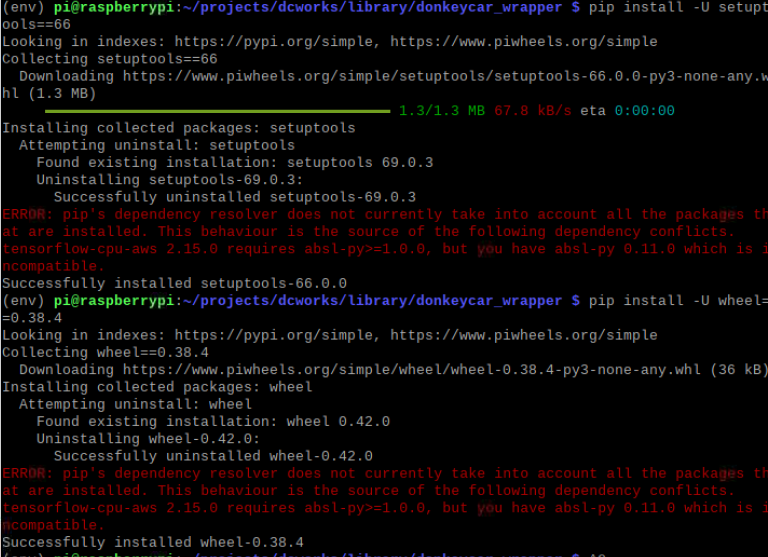 (env) pi@raspberrypi:~/projects/dcworks/library/donkeycar_wrapper $ pip install -U setupt
ools==66
Looking in indexes: https://pypi.org/simple, https://www.piwheels.org/simple
Collecting setuptools==66
Downloading https://www.piwheels.org/simple/setuptools/setuptools-66.0.0-py3-none-any.w
hl (1.3 MB)
1.3/1.3 MB 67.8 kB/s eta 0:00:00
Installing collected packages: setuptools
Attempting uninstall: setuptools
Found existing installation: setuptools 69.0.3
Uninstalling setuptools-69.0.3:
Successfully uninstalled setuptools-69.0.3
ERROR: pip's dependency resolver does not currently take into account all the packages th
at are installed. This behaviour is the source of the following dependency conflicts.
tensorflow-cpu-aws 2.15.0 requires absl-py>=1.0.0, but you have absl-py 0.11.0 which is i
ncompatible.
Successfully installed setuptools-66.0.0
(env) pi@raspberrypi:~/projects/dcworks/library/donkeycar_wrapper $ pip install -U wheel=
=0.38.4
Looking in indexes: https://pypi.org/simple, https://www.piwheels.org/simple
Collecting wheel==0.38.4
Downloading https://www.piwheels.org/simple/wheel/wheel-0.38.4-py3-none-any.whl (36 kB)
Installing collected packages: wheel
Attempting uninstall: wheel
Found existing installation: wheel 0.42.0
Uninstalling wheel-0.42.0:
Successfully uninstalled wheel-0.42.0
ERROR: pip's dependency resolver does not currently take into account all the packages th
at are installed. This behaviour is the source of the following dependency conflicts.
tensorflow-cpu-aws 2.15.0 requires absl-py>=1.0.0, but you have absl-py 0.11.0 which is i
ncompatible.
Successfully installed wheel-0.38.4